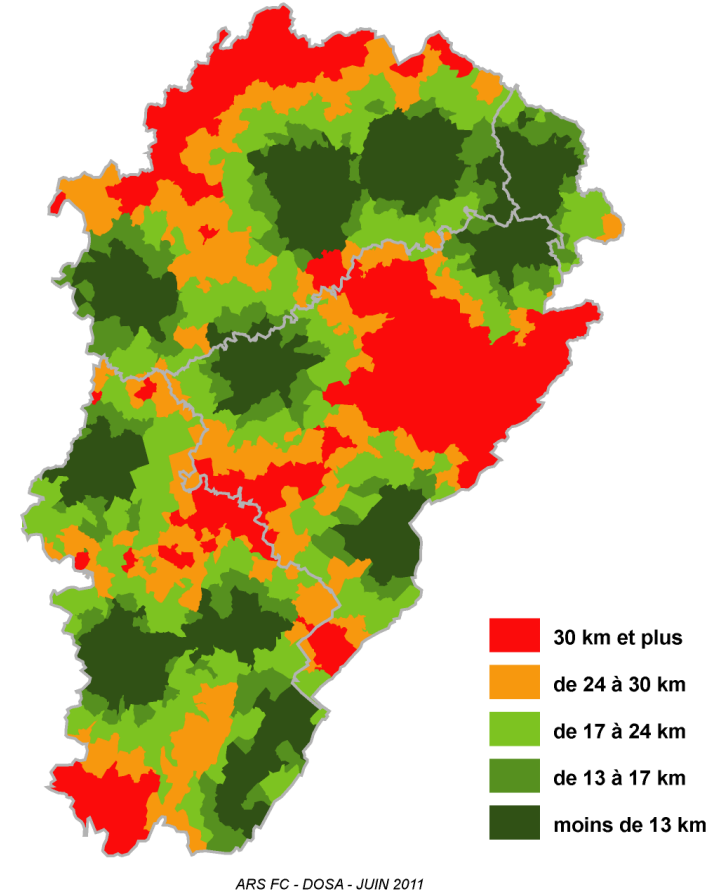 30 km et plus
de 24 à 30 km
de 17 à 24 km
de 13 à 17 km
moins de 13 km
ARS FC - DOSA - JUIN 2011